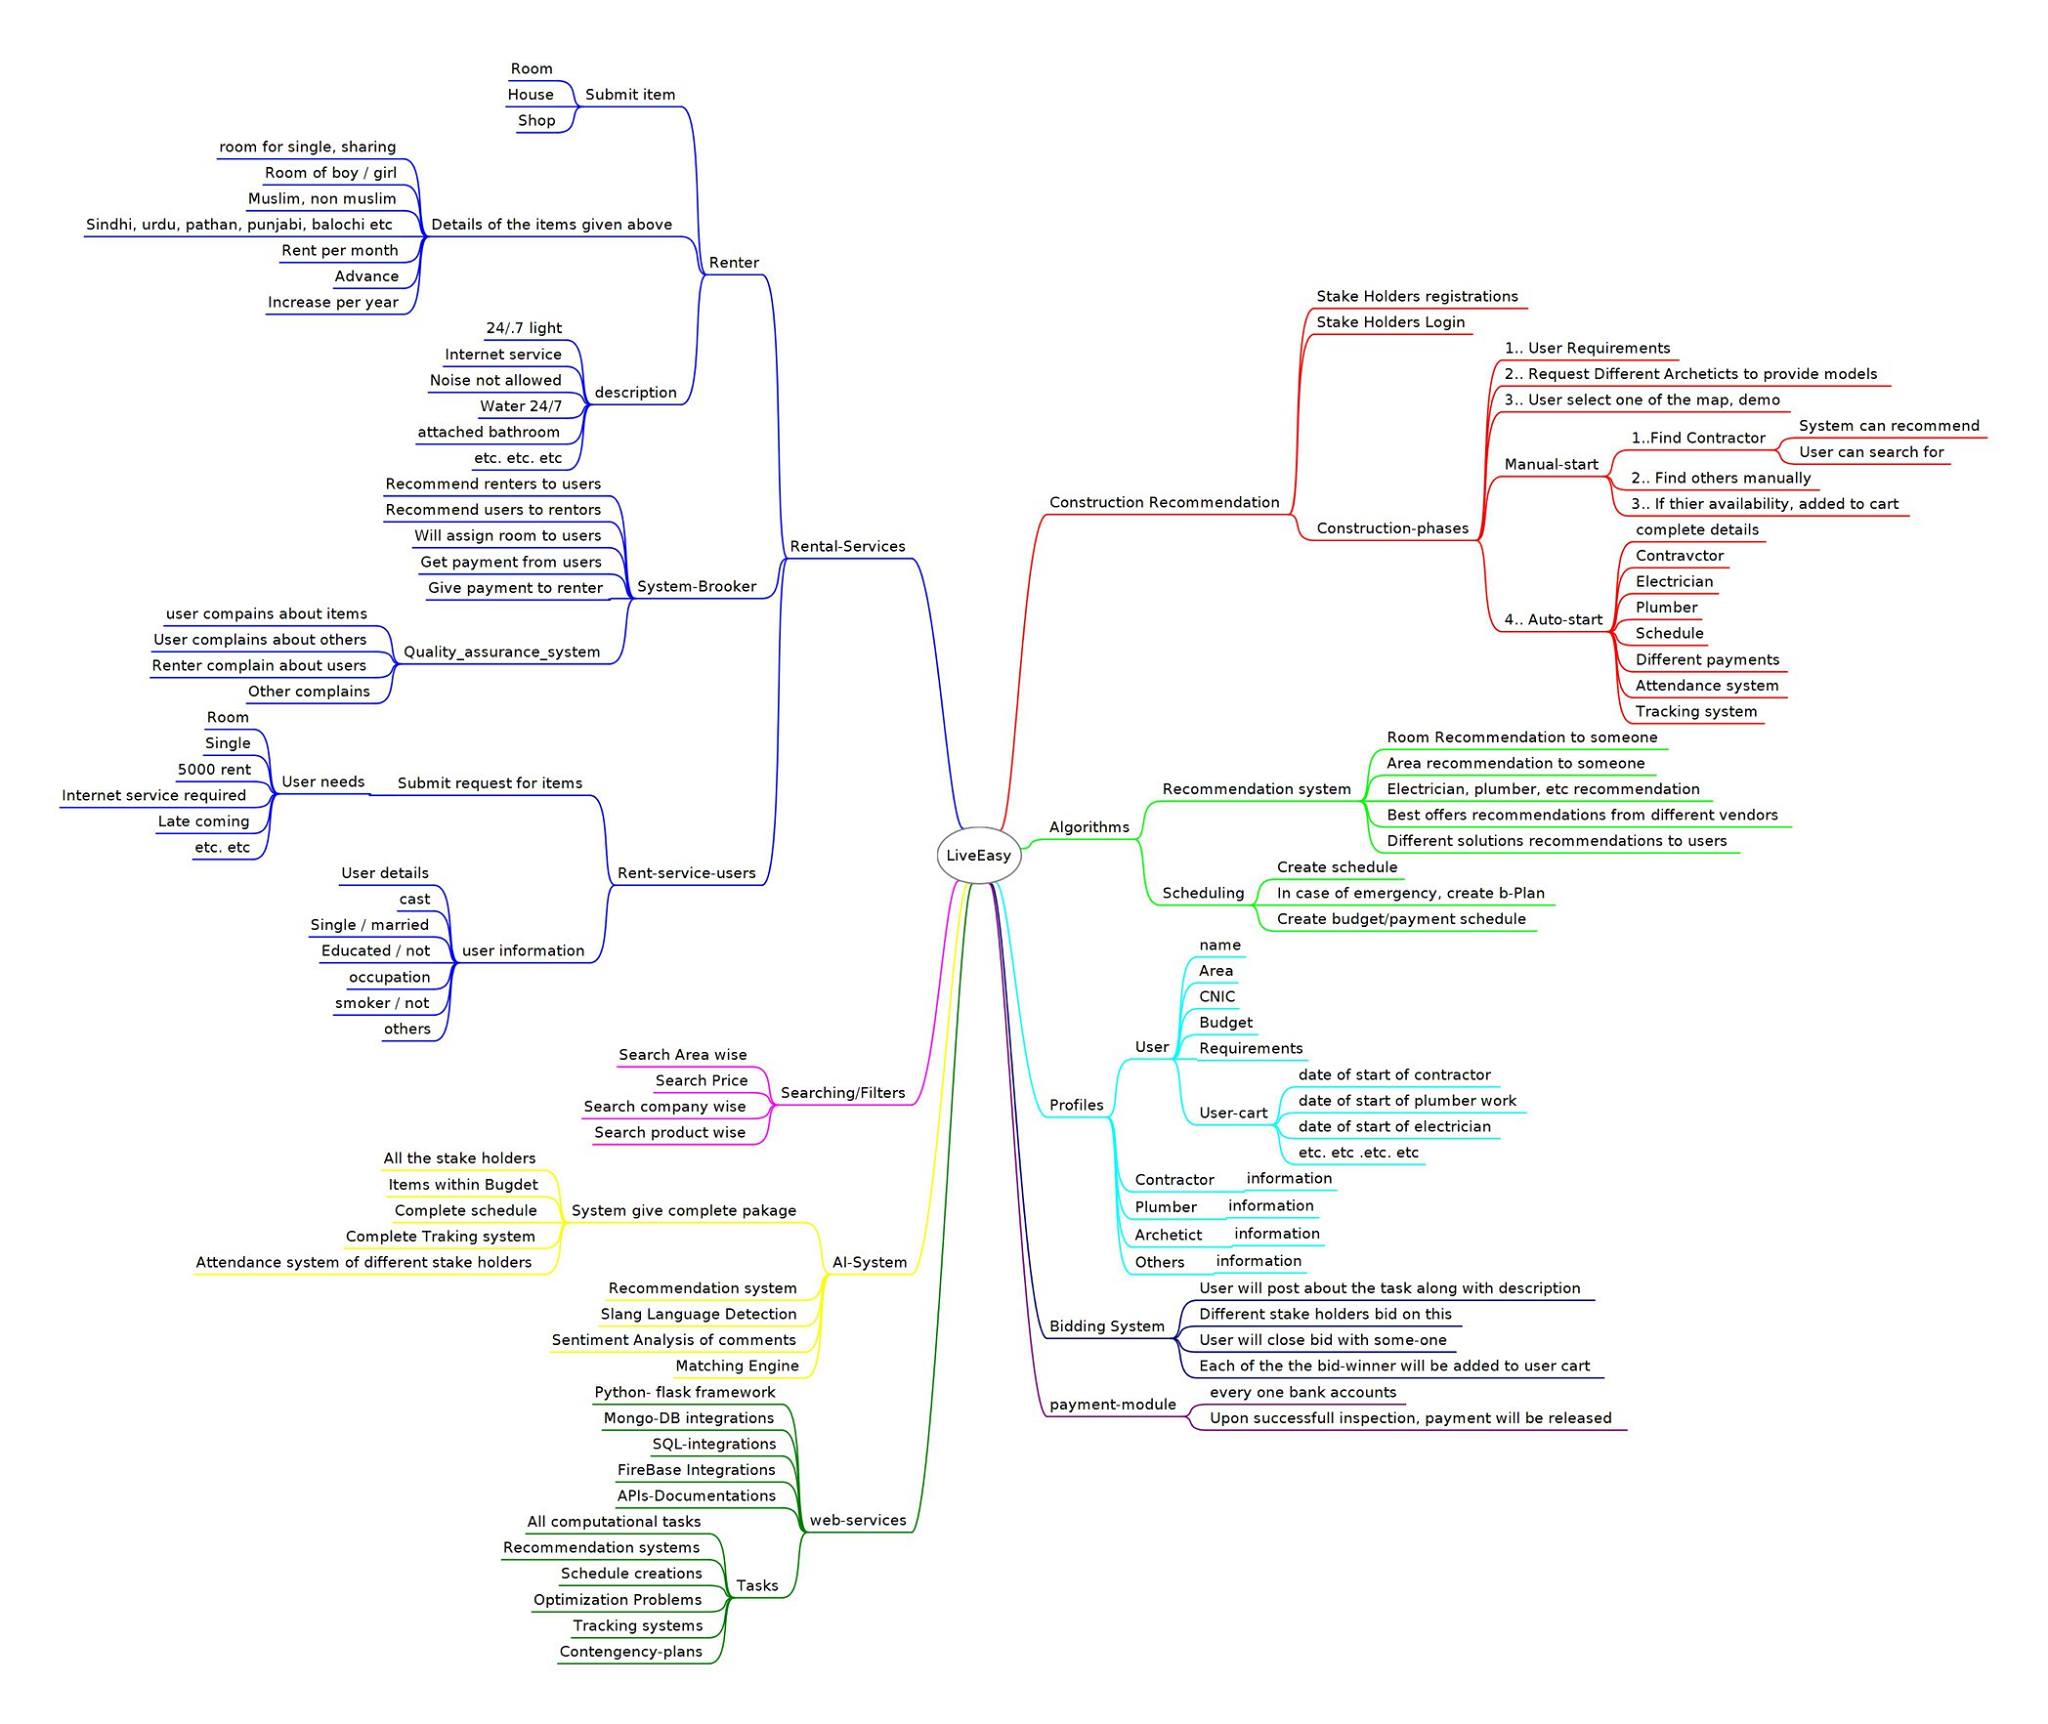 LiveEasy
Rental-Services
Renter
Submit item
Room
House
Shop
Details of the items given above
room for single, sharing
Room of boy / girl
Muslim, non muslim
Sindhi, urdu, pathan, punjabi, balochi etc
Rent per month
Advance
Increase per year
description
24/.7 light
Internet service
Noise not allowed
Water 24/7
attached bathroom
etc. etc. etc
System-Brooker
Recommend renters to users
Recommend users to rentors
Will assign room to users
Get payment from users
Give payment to renter
Quality_assurance_system
user compains about items
User complains about others
Renter complain about users
Other complains
Rent-service-users
Submit request for items
User needs
Room
Single
5000 rent
Internet service required
Late coming
etc. etc
user information
User details
cast
Single / married
Educated / not
occupation
smoker / not
others
Searching/Filters
Search Area wise
Search Price
Search company wise
Search product wise
AI-System
System give complete pakage
All the stake holders
Items within Bugdet
Complete schedule
Complete Traking system
Attendance system of different stake holders
Recommendation system
Slang Language Detection
Sentiment Analysis of comments
Matching Engine
web-services
Python- flask framework
Mongo-DB integrations
SQL-integrations
FireBase Integrations
APIs-Documentations
Tasks
All computational tasks
Recommendation systems
Schedule creations
Optimization Problems
Tracking systems
Contengency-plans
Construction Recommendation
Stake Holders registrations
Stake Holders Login
Construction-phases
1.. User Requirements
2.. Request Different Archeticts to provide models
3.. User select one of the map, demo
Manual-start
1..Find Contractor
System can recommend
User can search for
2.. Find others manually
3.. If thier availability, added to cart
4.. Auto-start
complete details
Contravctor
Electrician
Plumber
Schedule
Different payments
Attendance system
Tracking system
Algorithms
Recommendation system
Room Recommendation to someone
Area recommendation to someone
Electrician, plumber, etc recommendation
Best offers recommendations from different vendors
Different solutions recommendations to users
Scheduling
Create schedule
In case of emergency, create b-Plan
Create budget/payment schedule
Profiles
User
name
Area
CNIC
Budget
Requirements
User-cart
date of start of contractor
date of start of plumber work
date of start of electrician
etc. etc .etc. etc
Contractor
information
Plumber
information
Archetict
information
Others
information
Bidding System
User will post about the task along with description
Different stake holders bid on this
User will close bid with some-one
Each of the the bid-winner will be added to user cart
payment-module
every one bank accounts
Upon successfull inspection, payment will be released